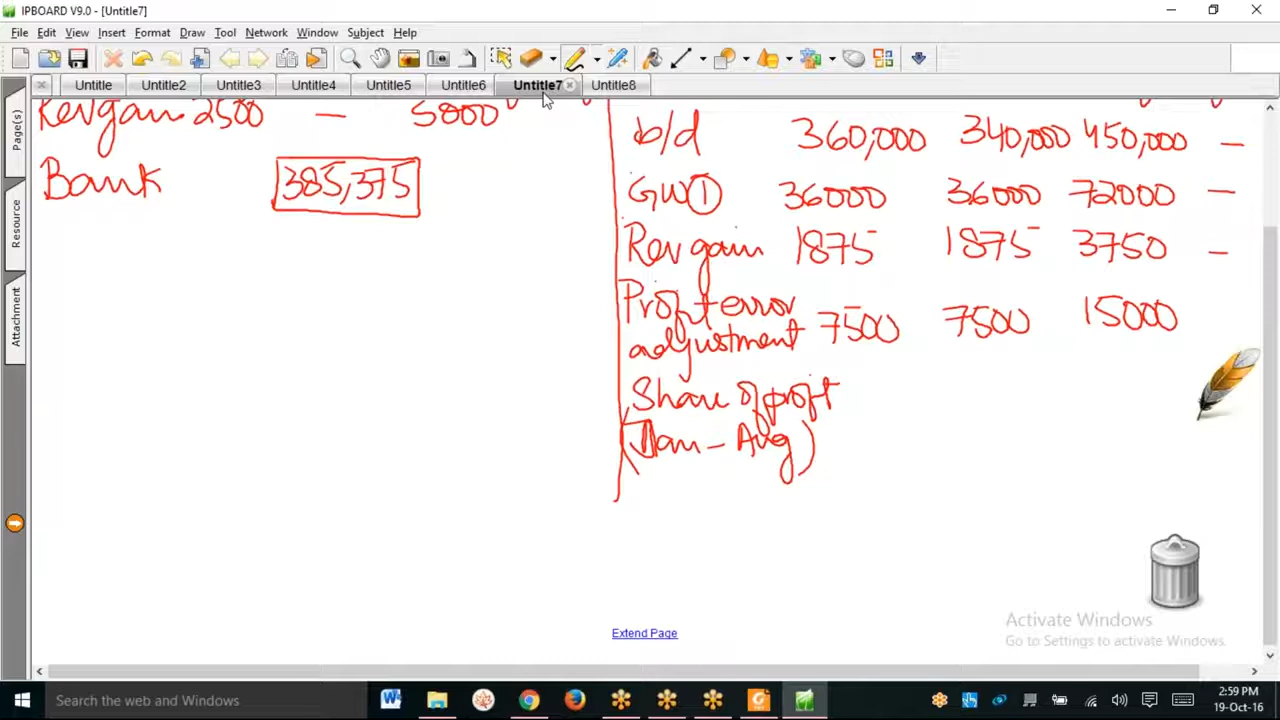 IPBOARD V9.0 - [Untitle7]
File Edit View Insert Format Draw Tool Network Window Subject Help
Untitle Untitle2 Untitle3 Untitle4 Untitle5 Untitle6 Untitle7 Untitle8
Page(s)
Resource
Attachment
Rev gain 2500 - 5000
Bank 385,375
b/d 360,000 340,000 450,000 -
GW① 36000 36000 72000 -
Rev gain 1875 1875 3750 -
Profit error
adjustment 7500 7500 15000
Share of profit
(Jan - Aug)
Extend Page
Activate Windows
Go to Settings to activate Windows.
Search the web and Windows
2:59 PM
19-Oct-16